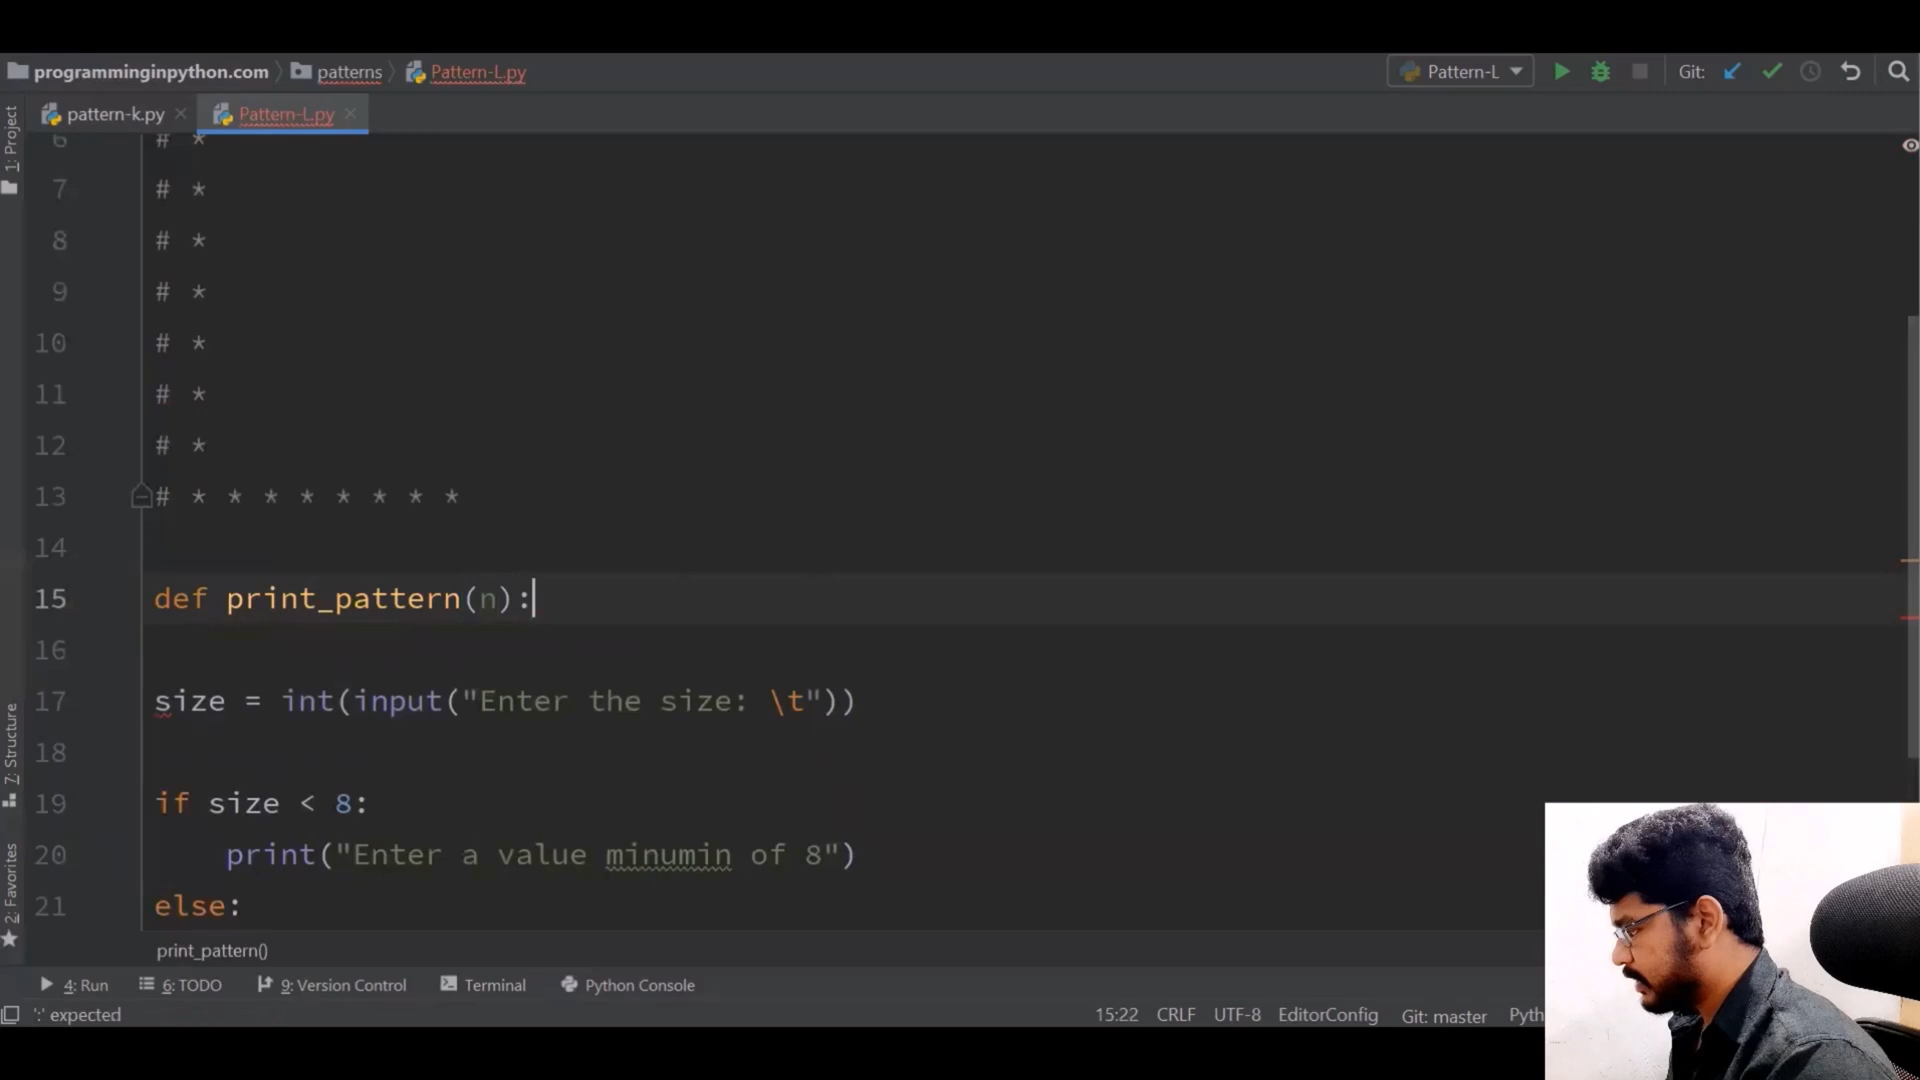 programminginpython.com patterns Pattern-L.py Pattern-L Git:
pattern-k.py Pattern-L.py
1: Project
6 # *
7 # *
8 # *
9 # *
10 # *
11 # *
12 # *
13 # * * * * * * * *
14
15 def print_pattern(n):
16
17 size = int(input("Enter the size: \t"))
18
19 if size < 8:
20 print("Enter a value minumin of 8")
21 else:
7: Structure
2: Favorites
print_pattern()
4: Run 6: TODO 9: Version Control Terminal Python Console
':' expected 15:22 CRLF UTF-8 EditorConfig Git: master Pyth